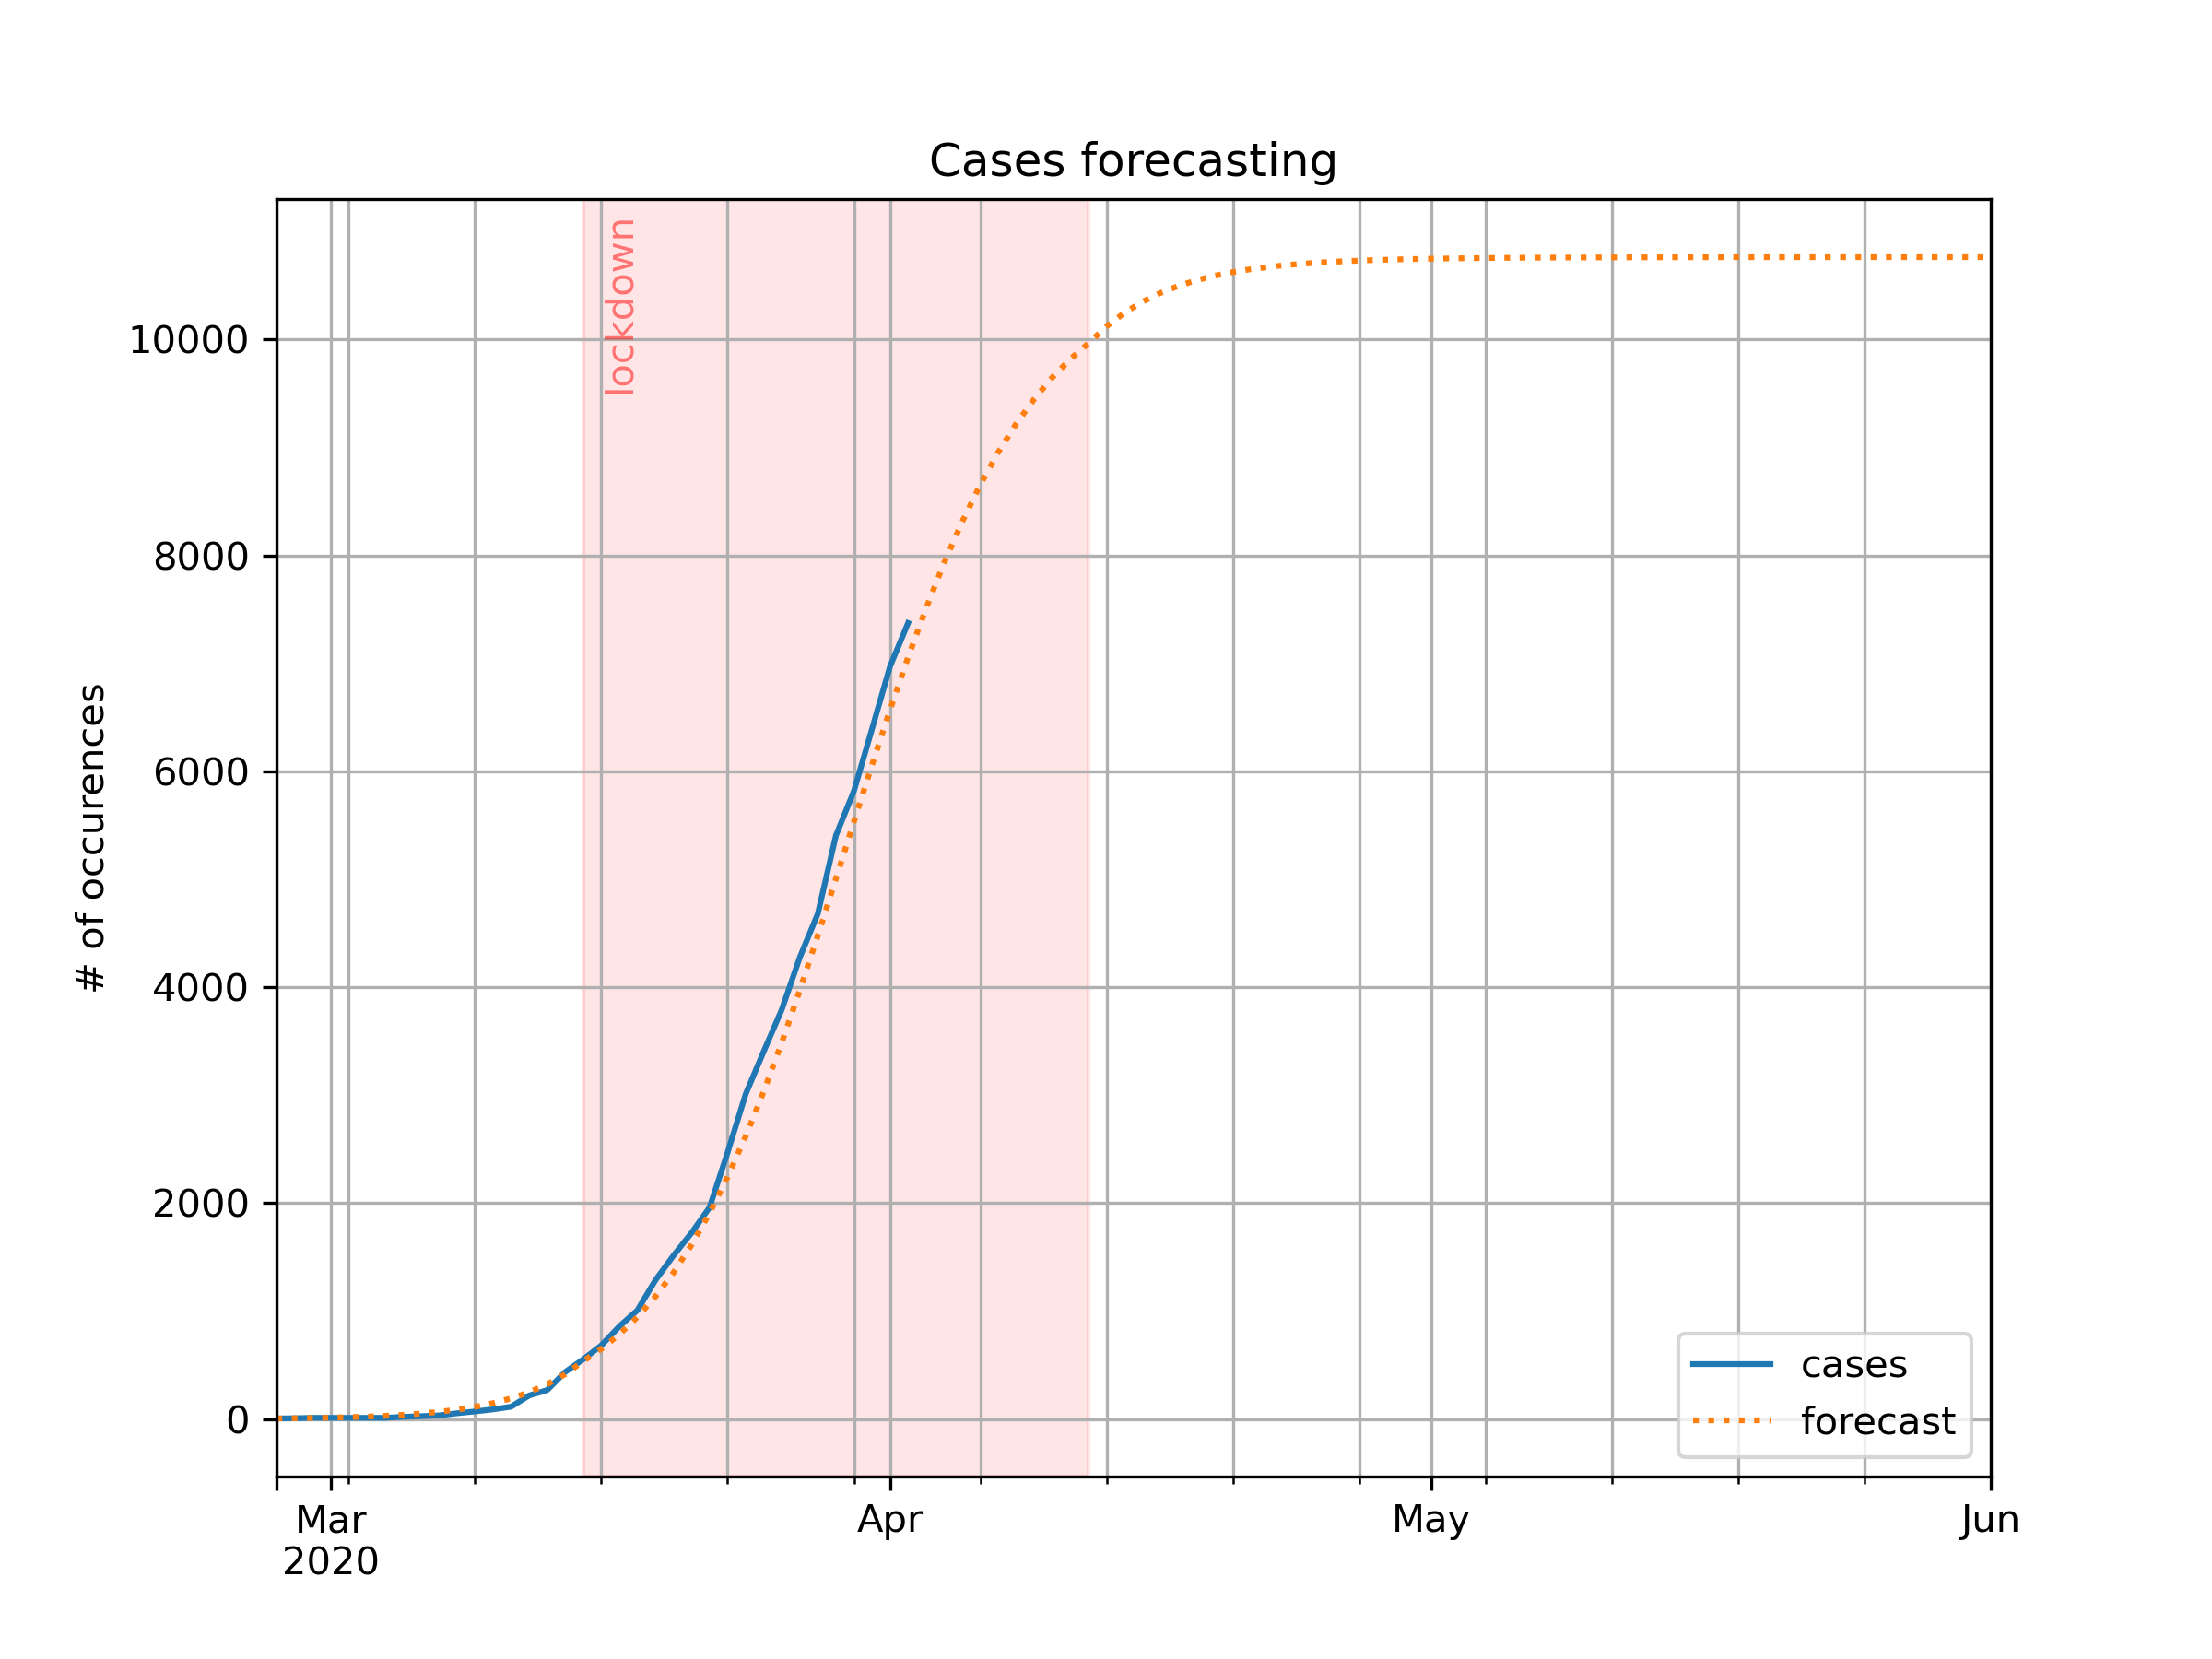 Cases forecasting
lockdown
# of occurences
10000
8000
6000
4000
2000
0
cases
forecast
Mar
2020
Apr
May
Jun